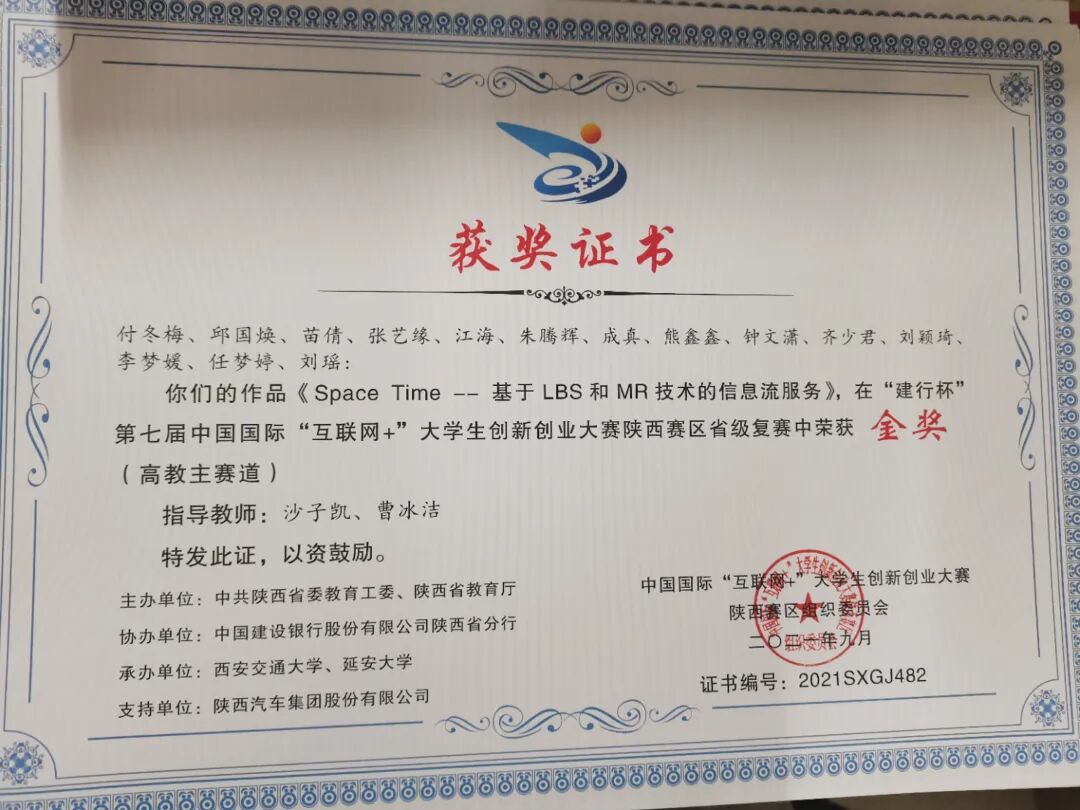 获奖证书
付冬梅、邱国焕、苗倩、张艺缘、江海、朱腾辉、成真、熊鑫鑫、钟文潇、齐少君、刘颖琦、
李梦媛、任梦婷、刘瑶：
你们的作品《Space Time -- 基于 LBS 和 MR 技术的信息流服务》，在“建行杯”
第七届中国国际“互联网+”大学生创新创业大赛陕西赛区省级复赛中荣获 金奖
（高教主赛道）
指导教师：沙子凯、曹冰洁
特发此证，以资鼓励。
主办单位：中共陕西省委教育工委、陕西省教育厅
协办单位：中国建设银行股份有限公司陕西省分行
承办单位：西安交通大学、延安大学
支持单位：陕西汽车集团股份有限公司
中国国际“互联网+”大学生创新创业大赛
陕西赛区组织委员会
二〇二一年九月
证书编号：2021SXGJ482